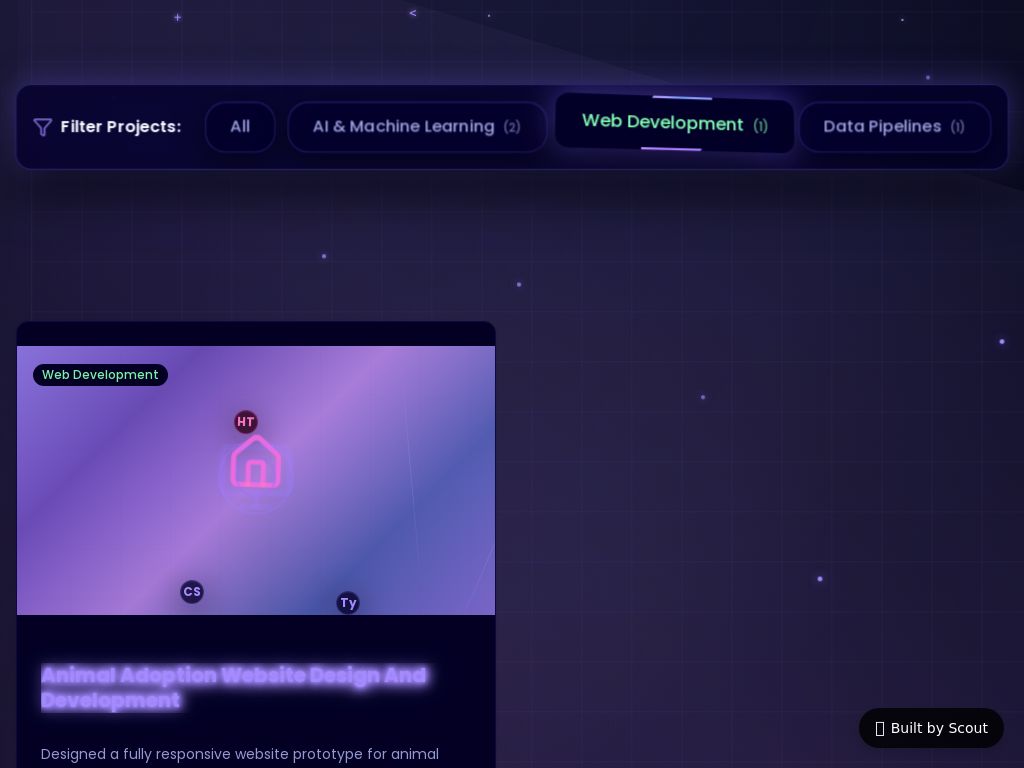 Filter Projects:
All
AI & Machine Learning (2)
Web Development (1)
Data Pipelines (1)
Web Development
HT
CS
Ty
Animal Adoption Website Design And
Development
Designed a fully responsive website prototype for animal
Built by Scout